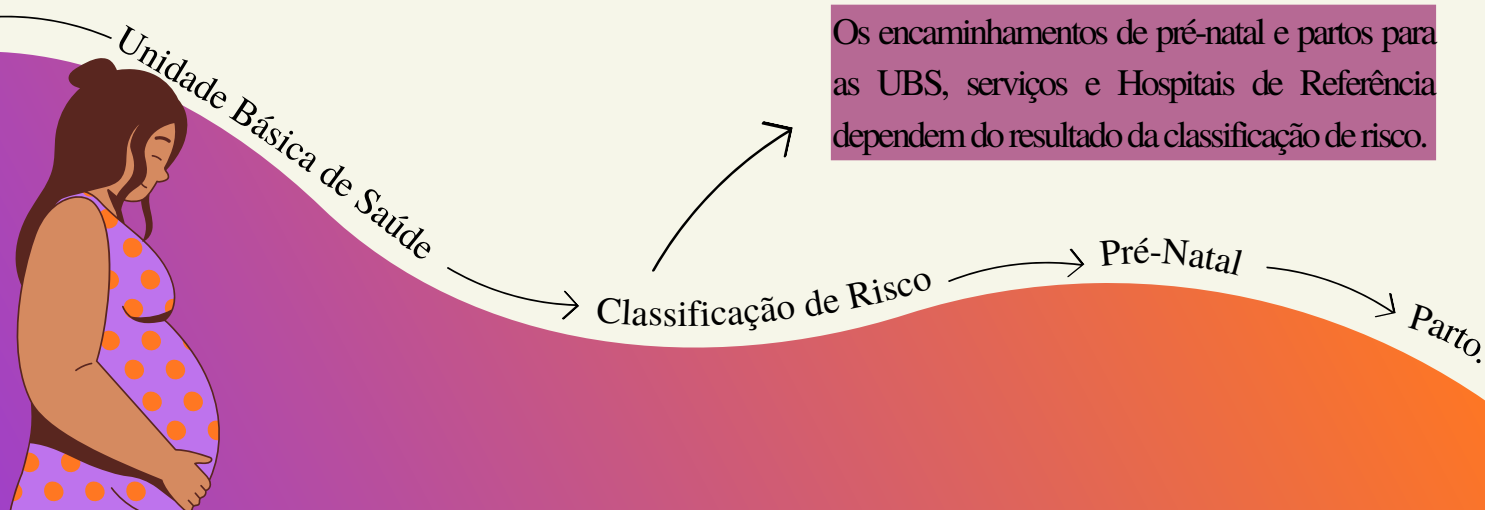 Unidade Básica de Saúde
Classificação de Risco
Os encaminhamentos de pré-natal e partos para
as UBS, serviços e Hospitais de Referência
dependem do resultado da classificação de risco.
Pré-Natal
Parto.